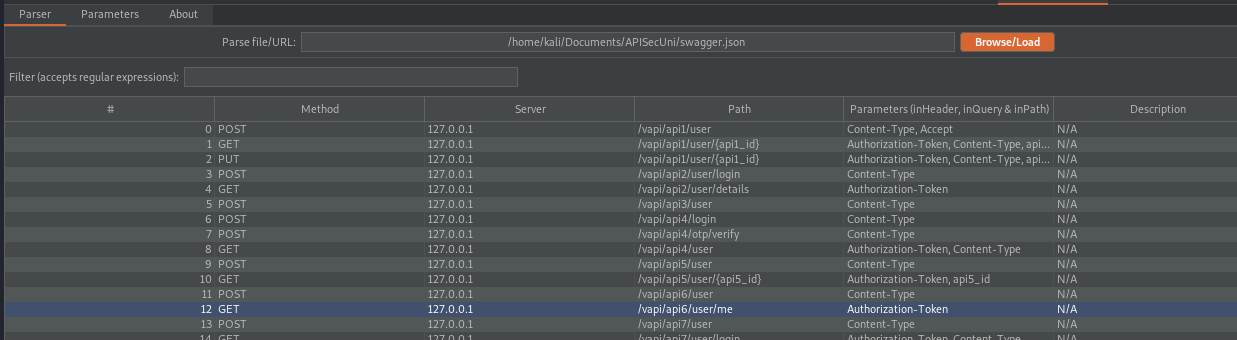 Parser Parameters About
Parse file/URL: /home/kali/Documents/APISecUni/swagger.json Browse/Load
Filter (accepts regular expressions):
# Method Server Path Parameters (inHeader, inQuery & inPath) Description
0 POST 127.0.0.1 /vapi/api1/user Content-Type, Accept N/A
1 GET 127.0.0.1 /vapi/api1/user/{api1_id} Authorization-Token, Content-Type, api... N/A
2 PUT 127.0.0.1 /vapi/api1/user/{api1_id} Authorization-Token, Content-Type, api... N/A
3 POST 127.0.0.1 /vapi/api2/user/login Content-Type N/A
4 GET 127.0.0.1 /vapi/api2/user/details Authorization-Token N/A
5 POST 127.0.0.1 /vapi/api3/user Content-Type N/A
6 POST 127.0.0.1 /vapi/api4/login Content-Type N/A
7 POST 127.0.0.1 /vapi/api4/otp/verify Content-Type N/A
8 GET 127.0.0.1 /vapi/api4/user Authorization-Token, Content-Type N/A
9 POST 127.0.0.1 /vapi/api5/user Content-Type N/A
10 GET 127.0.0.1 /vapi/api5/user/{api5_id} Authorization-Token, api5_id N/A
11 POST 127.0.0.1 /vapi/api6/user Content-Type N/A
12 GET 127.0.0.1 /vapi/api6/user/me Authorization-Token N/A
13 POST 127.0.0.1 /vapi/api7/user Content-Type N/A
14 GET 127.0.0.1 /vapi/api7/user/login Authorization-Token, Content-Type N/A